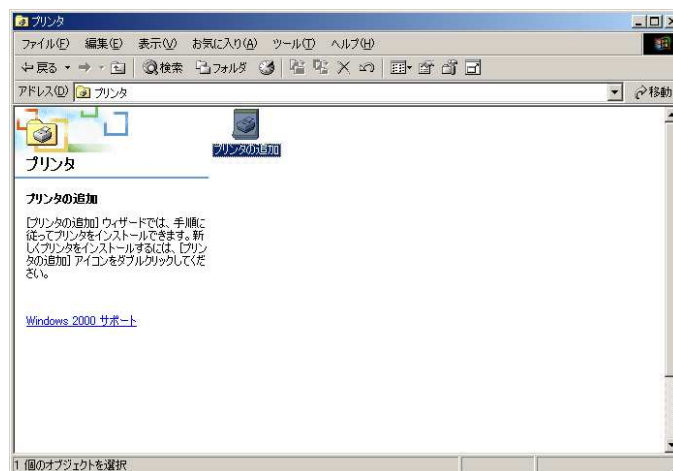 プリンタ
ファイル(F) 編集(E) 表示(V) お気に入り(A) ツール(T) ヘルプ(H)
戻る 検索 フォルダ
アドレス(D) プリンタ 移動
プリンタの追加
プリンタ
プリンタの追加
[プリンタの追加] ウィザードでは、手順に
従ってプリンタをインストールできます。新
しくプリンタをインストールするには、[プリン
タの追加] アイコンをダブルクリックしてくだ
さい。
Windows 2000 サポート
1 個のオブジェクトを選択